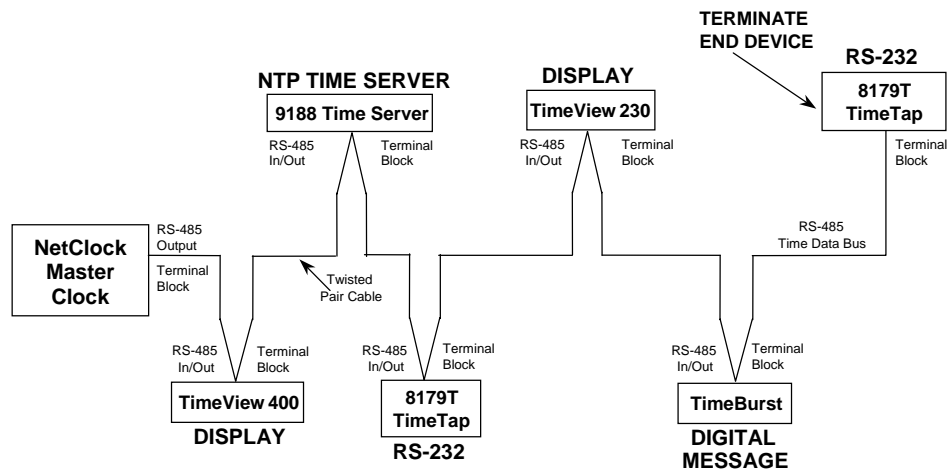 TERMINATE
END DEVICE
RS-232
8179T
TimeTap
Terminal
Block
NTP TIME SERVER
9188 Time Server
RS-485
In/Out
Terminal
Block
DISPLAY
TimeView 230
RS-485
In/Out
Terminal
Block
NetClock
Master
Clock
RS-485
Output
Terminal
Block
Twisted
Pair Cable
RS-485
Time Data Bus
RS-485
In/Out
Terminal
Block
TimeView 400
DISPLAY
RS-485
In/Out
Terminal
Block
8179T
TimeTap
RS-232
RS-485
In/Out
Terminal
Block
TimeBurst
DIGITAL
MESSAGE